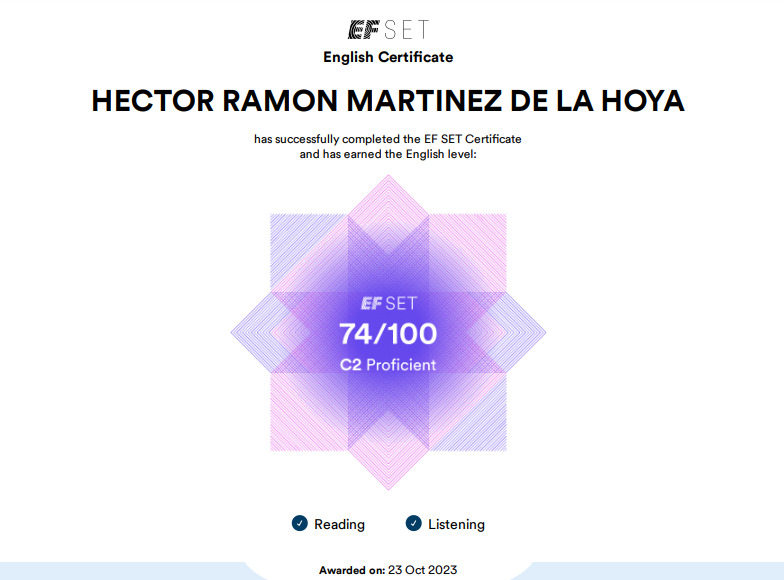 EF SET
English Certificate
HECTOR RAMON MARTINEZ DE LA HOYA
has successfully completed the EF SET Certificate
and has earned the English level:
EF SET
74/100
C2 Proficient
Reading Listening
Awarded on: 23 Oct 2023